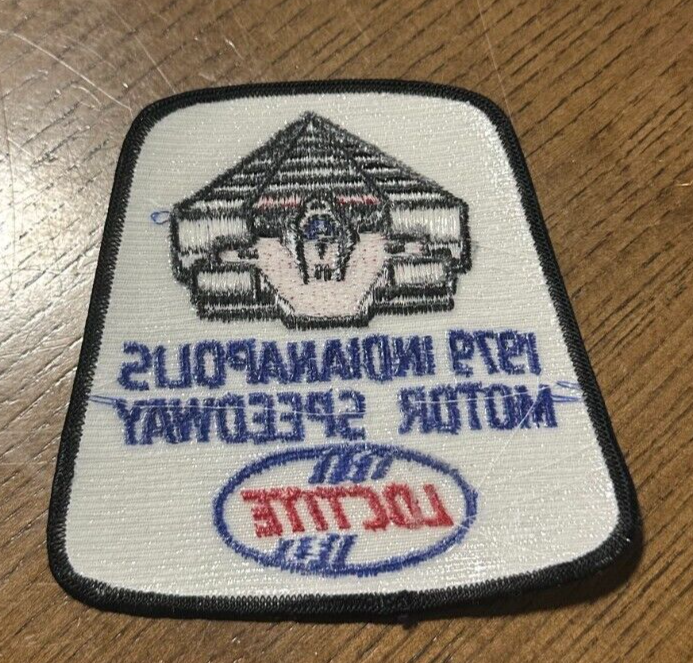 1979 INDIANAPOLIS
MOTOR SPEEDWAY
LOCTITE